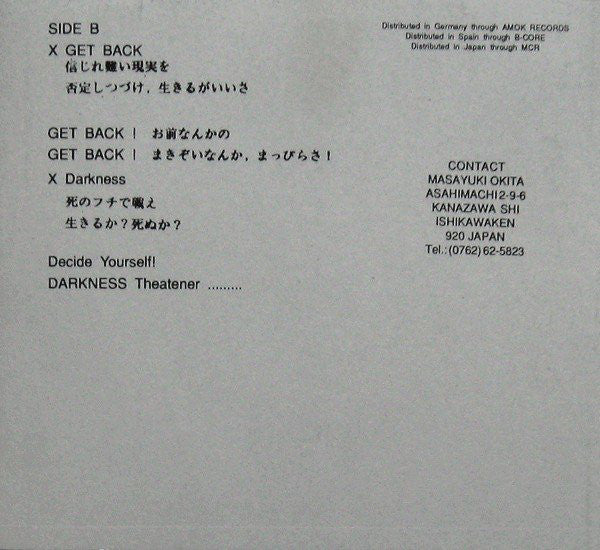 SIDE B
X GET BACK
信じれ難い現実を
否定しつづけ，生きるがいいさ
GET BACK！ お前なんかの
GET BACK！ まきぞいなんか，まっぴらさ！
X Darkness
死のフチで戦え
生きるか？死ぬか？
Decide Yourself!
DARKNESS Theatener .........
Distributed in Germany through AMOK RECORDS
Distributed in Spain through B-CORE
Distributed in Japan through MCR
CONTACT
MASAYUKI OKITA
ASAHIMACHI 2-9-6
KANAZAWA SHI
ISHIKAWAKEN
920 JAPAN
Tel.: (0762) 62-5823